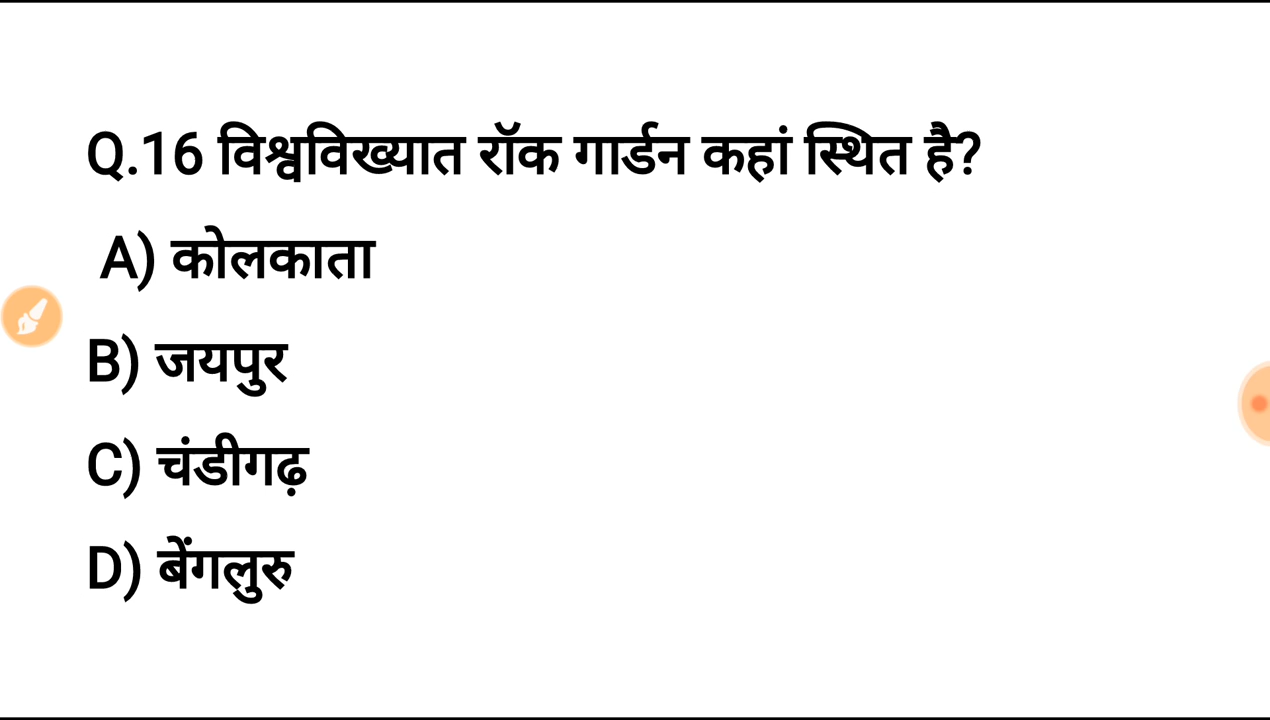 Q.16 विश्वविख्यात रॉक गार्डन कहां स्थित है?
A) कोलकाता
B) जयपुर
C) चंडीगढ़
D) बेंगलुरु